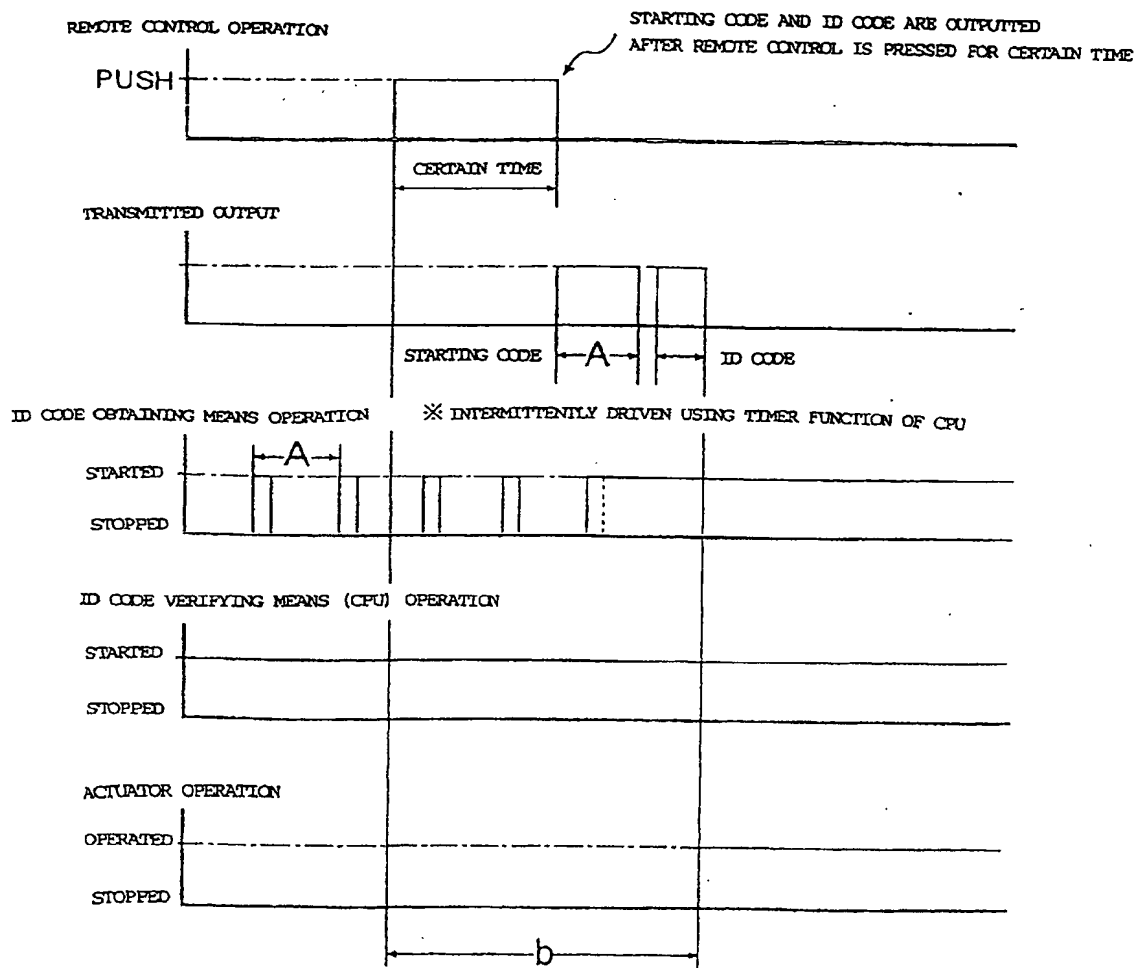 REMOTE CONTROL OPERATION
STARTING CODE AND ID CODE ARE OUTPUTTED
AFTER REMOTE CONTROL IS PRESSED FOR CERTAIN TIME
PUSH
CERTAIN TIME
TRANSMITTED OUTPUT
STARTING CODE
A
ID CODE
ID CODE OBTAINING MEANS OPERATION
※ INTERMITTENTLY DRIVEN USING TIMER FUNCTION OF CPU
A
STARTED
STOPPED
ID CODE VERIFYING MEANS (CPU) OPERATION
STARTED
STOPPED
ACTUATOR OPERATION
OPERATED
STOPPED
b